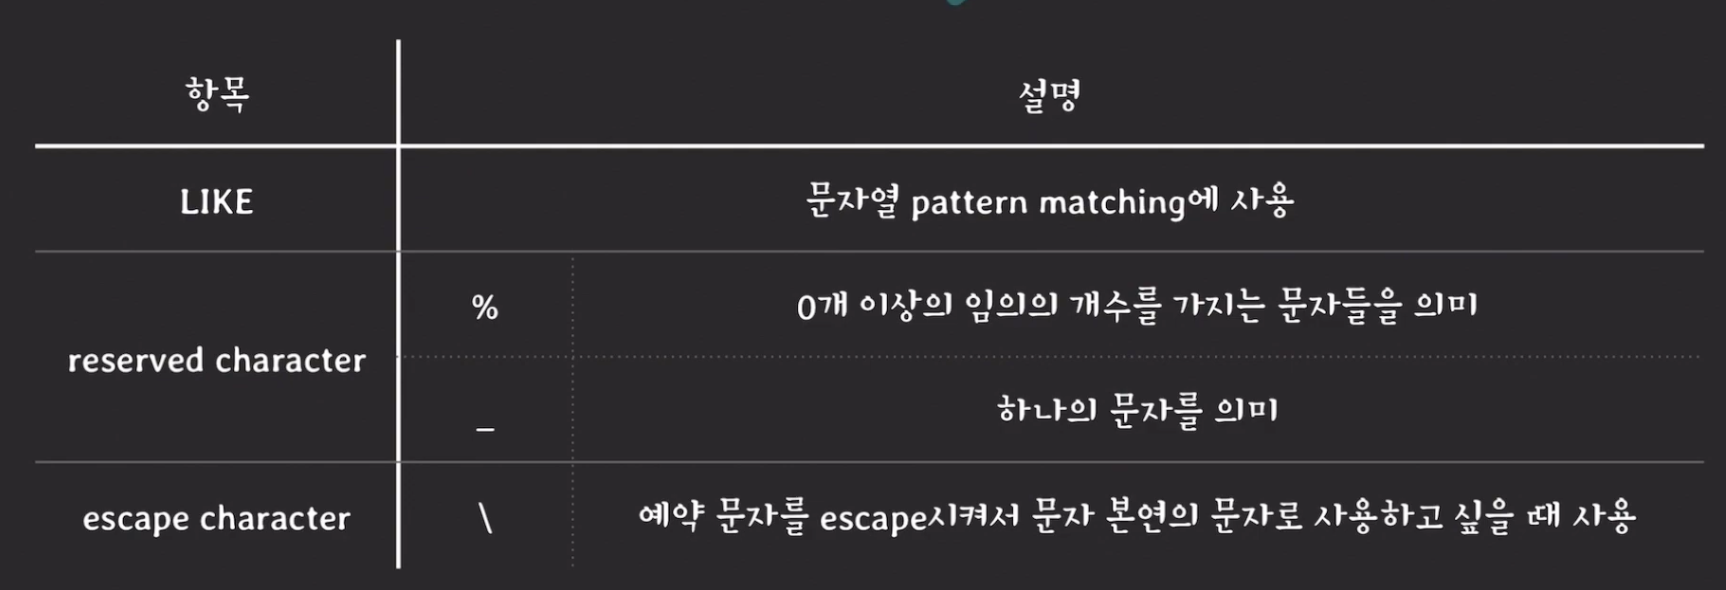 항목 설명
LIKE 문자열 pattern matching에 사용
reserved character
% 0개 이상의 임의의 개수를 가지는 문자들을 의미
_ 하나의 문자를 의미
escape character \ 예약 문자를 escape시켜서 문자 본연의 문자로 사용하고 싶을 때 사용